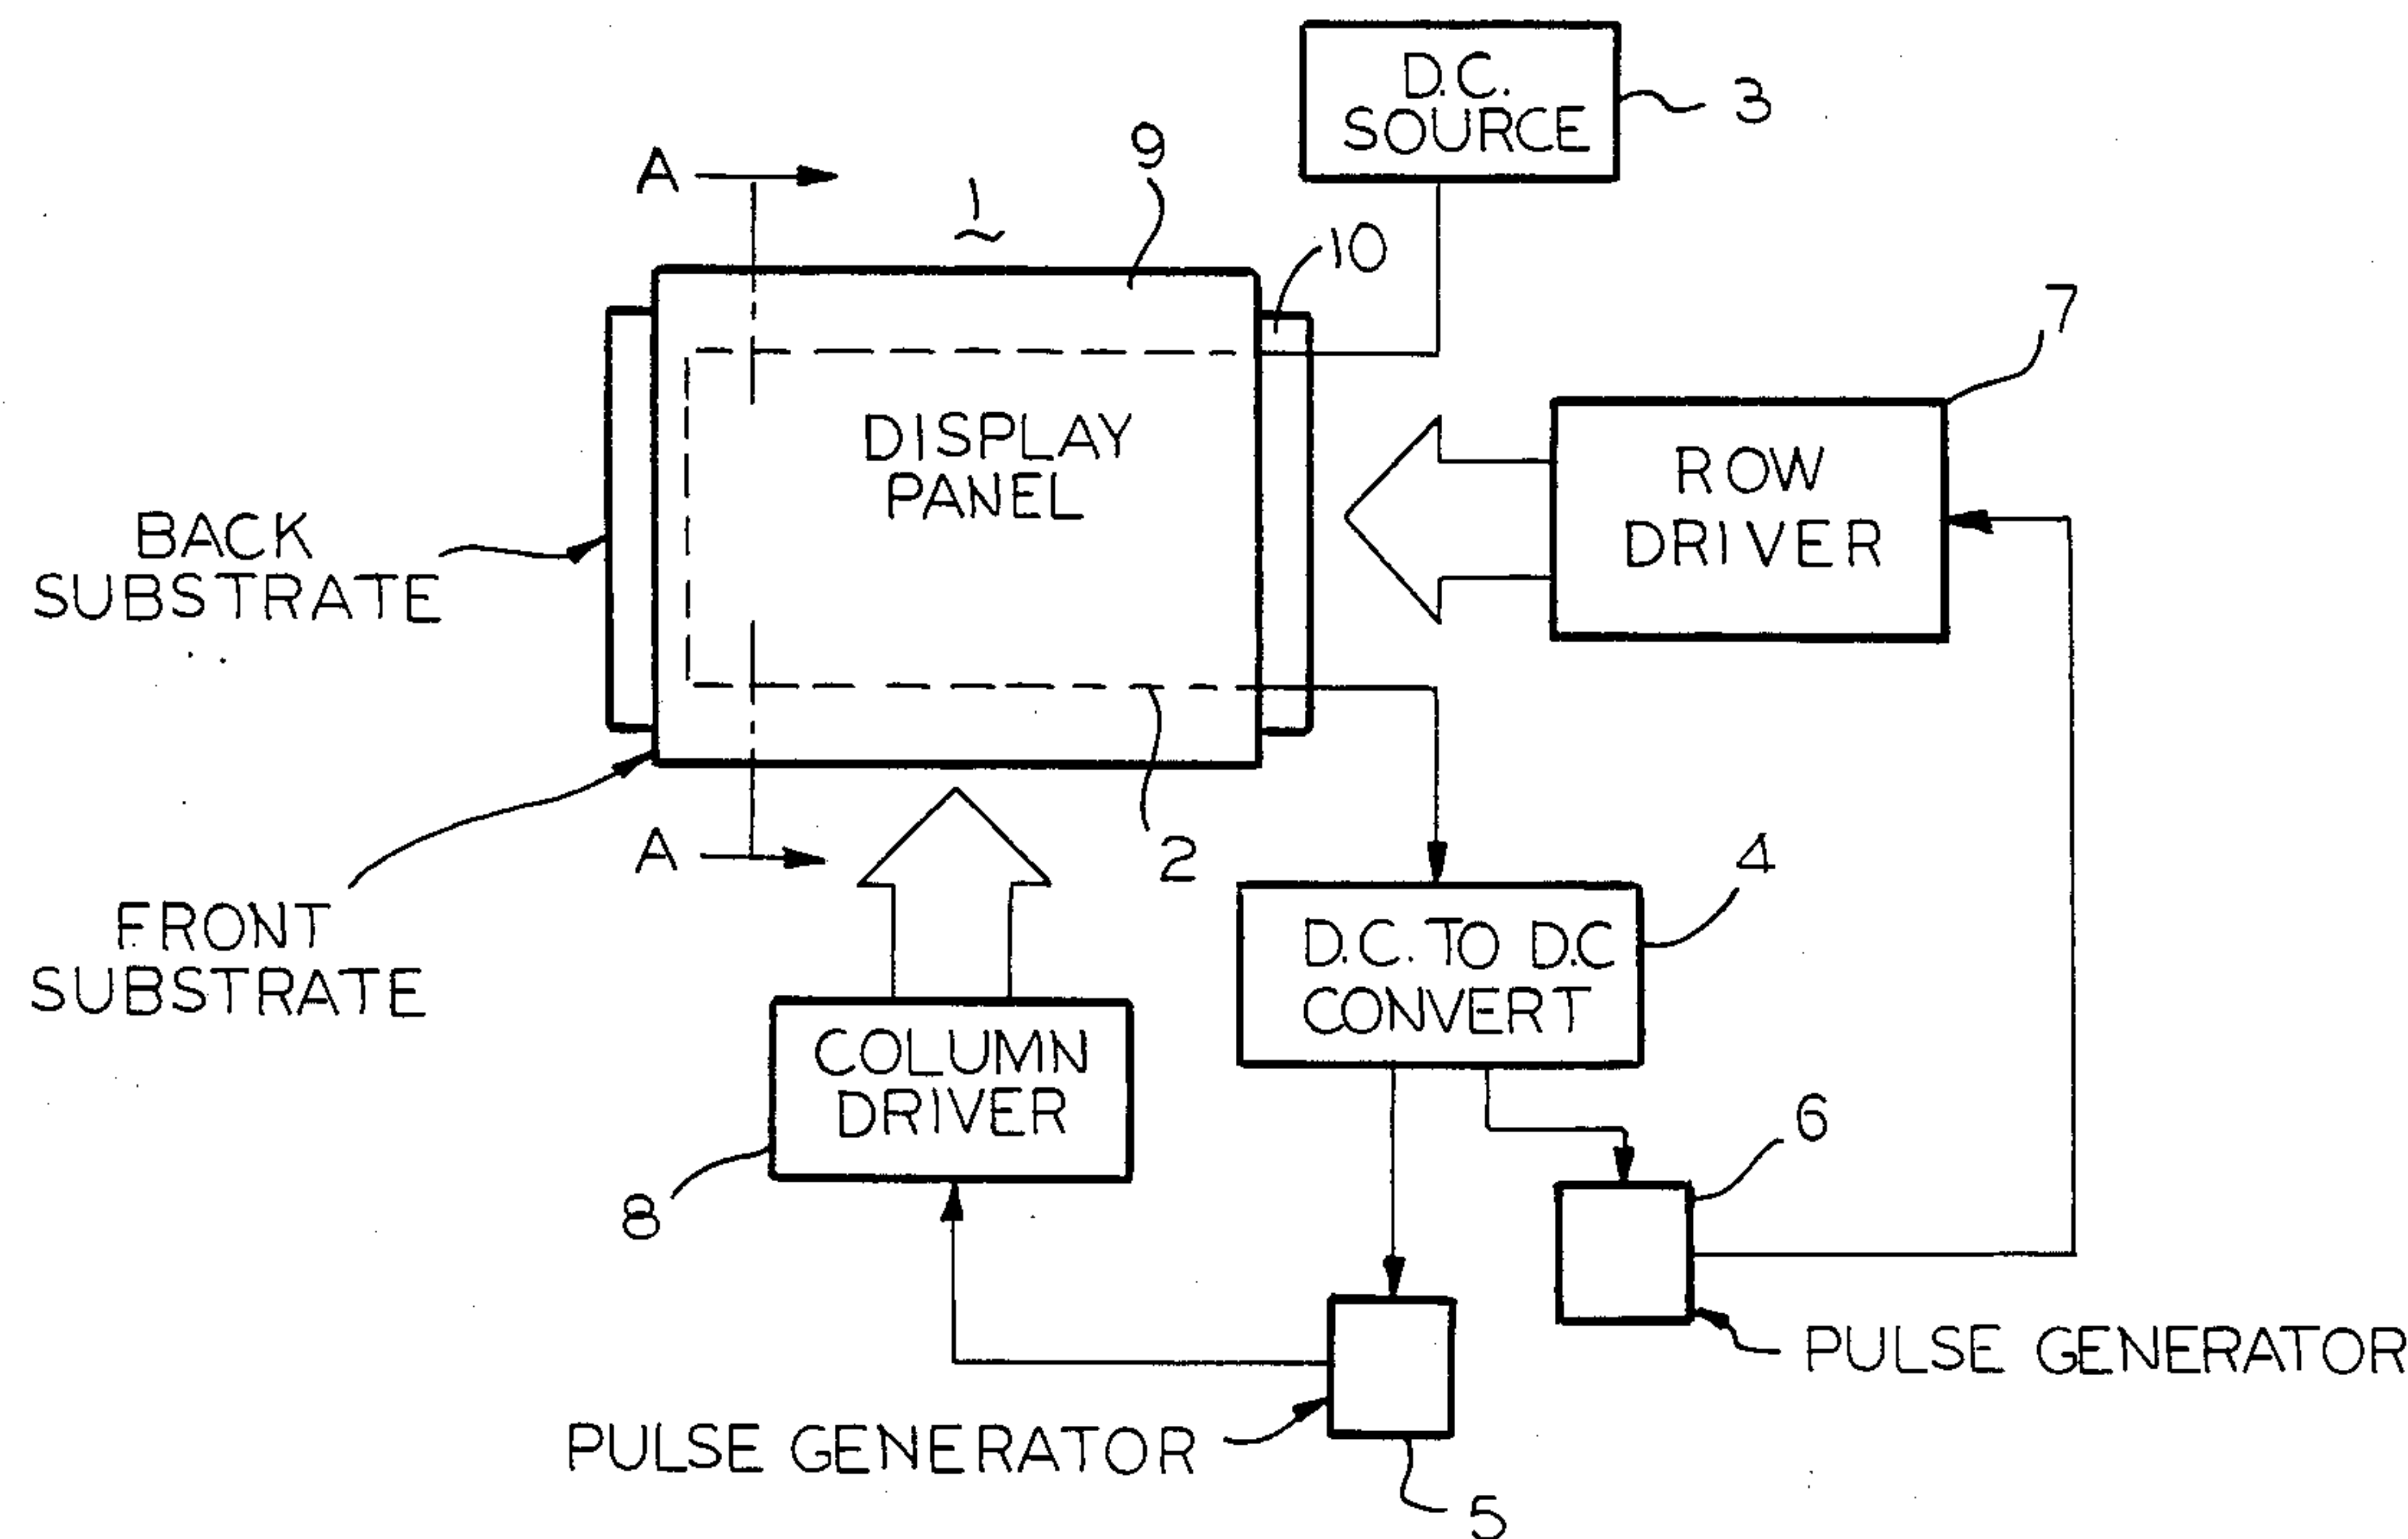 D.C.
SOURCE
3
A
1
9
10
7
DISPLAY
PANEL
ROW
DRIVER
BACK
SUBSTRATE
A
2
4
FRONT
SUBSTRATE
D.C. TO D.C
CONVERT
COLUMN
DRIVER
8
6
PULSE GENERATOR
PULSE GENERATOR
5